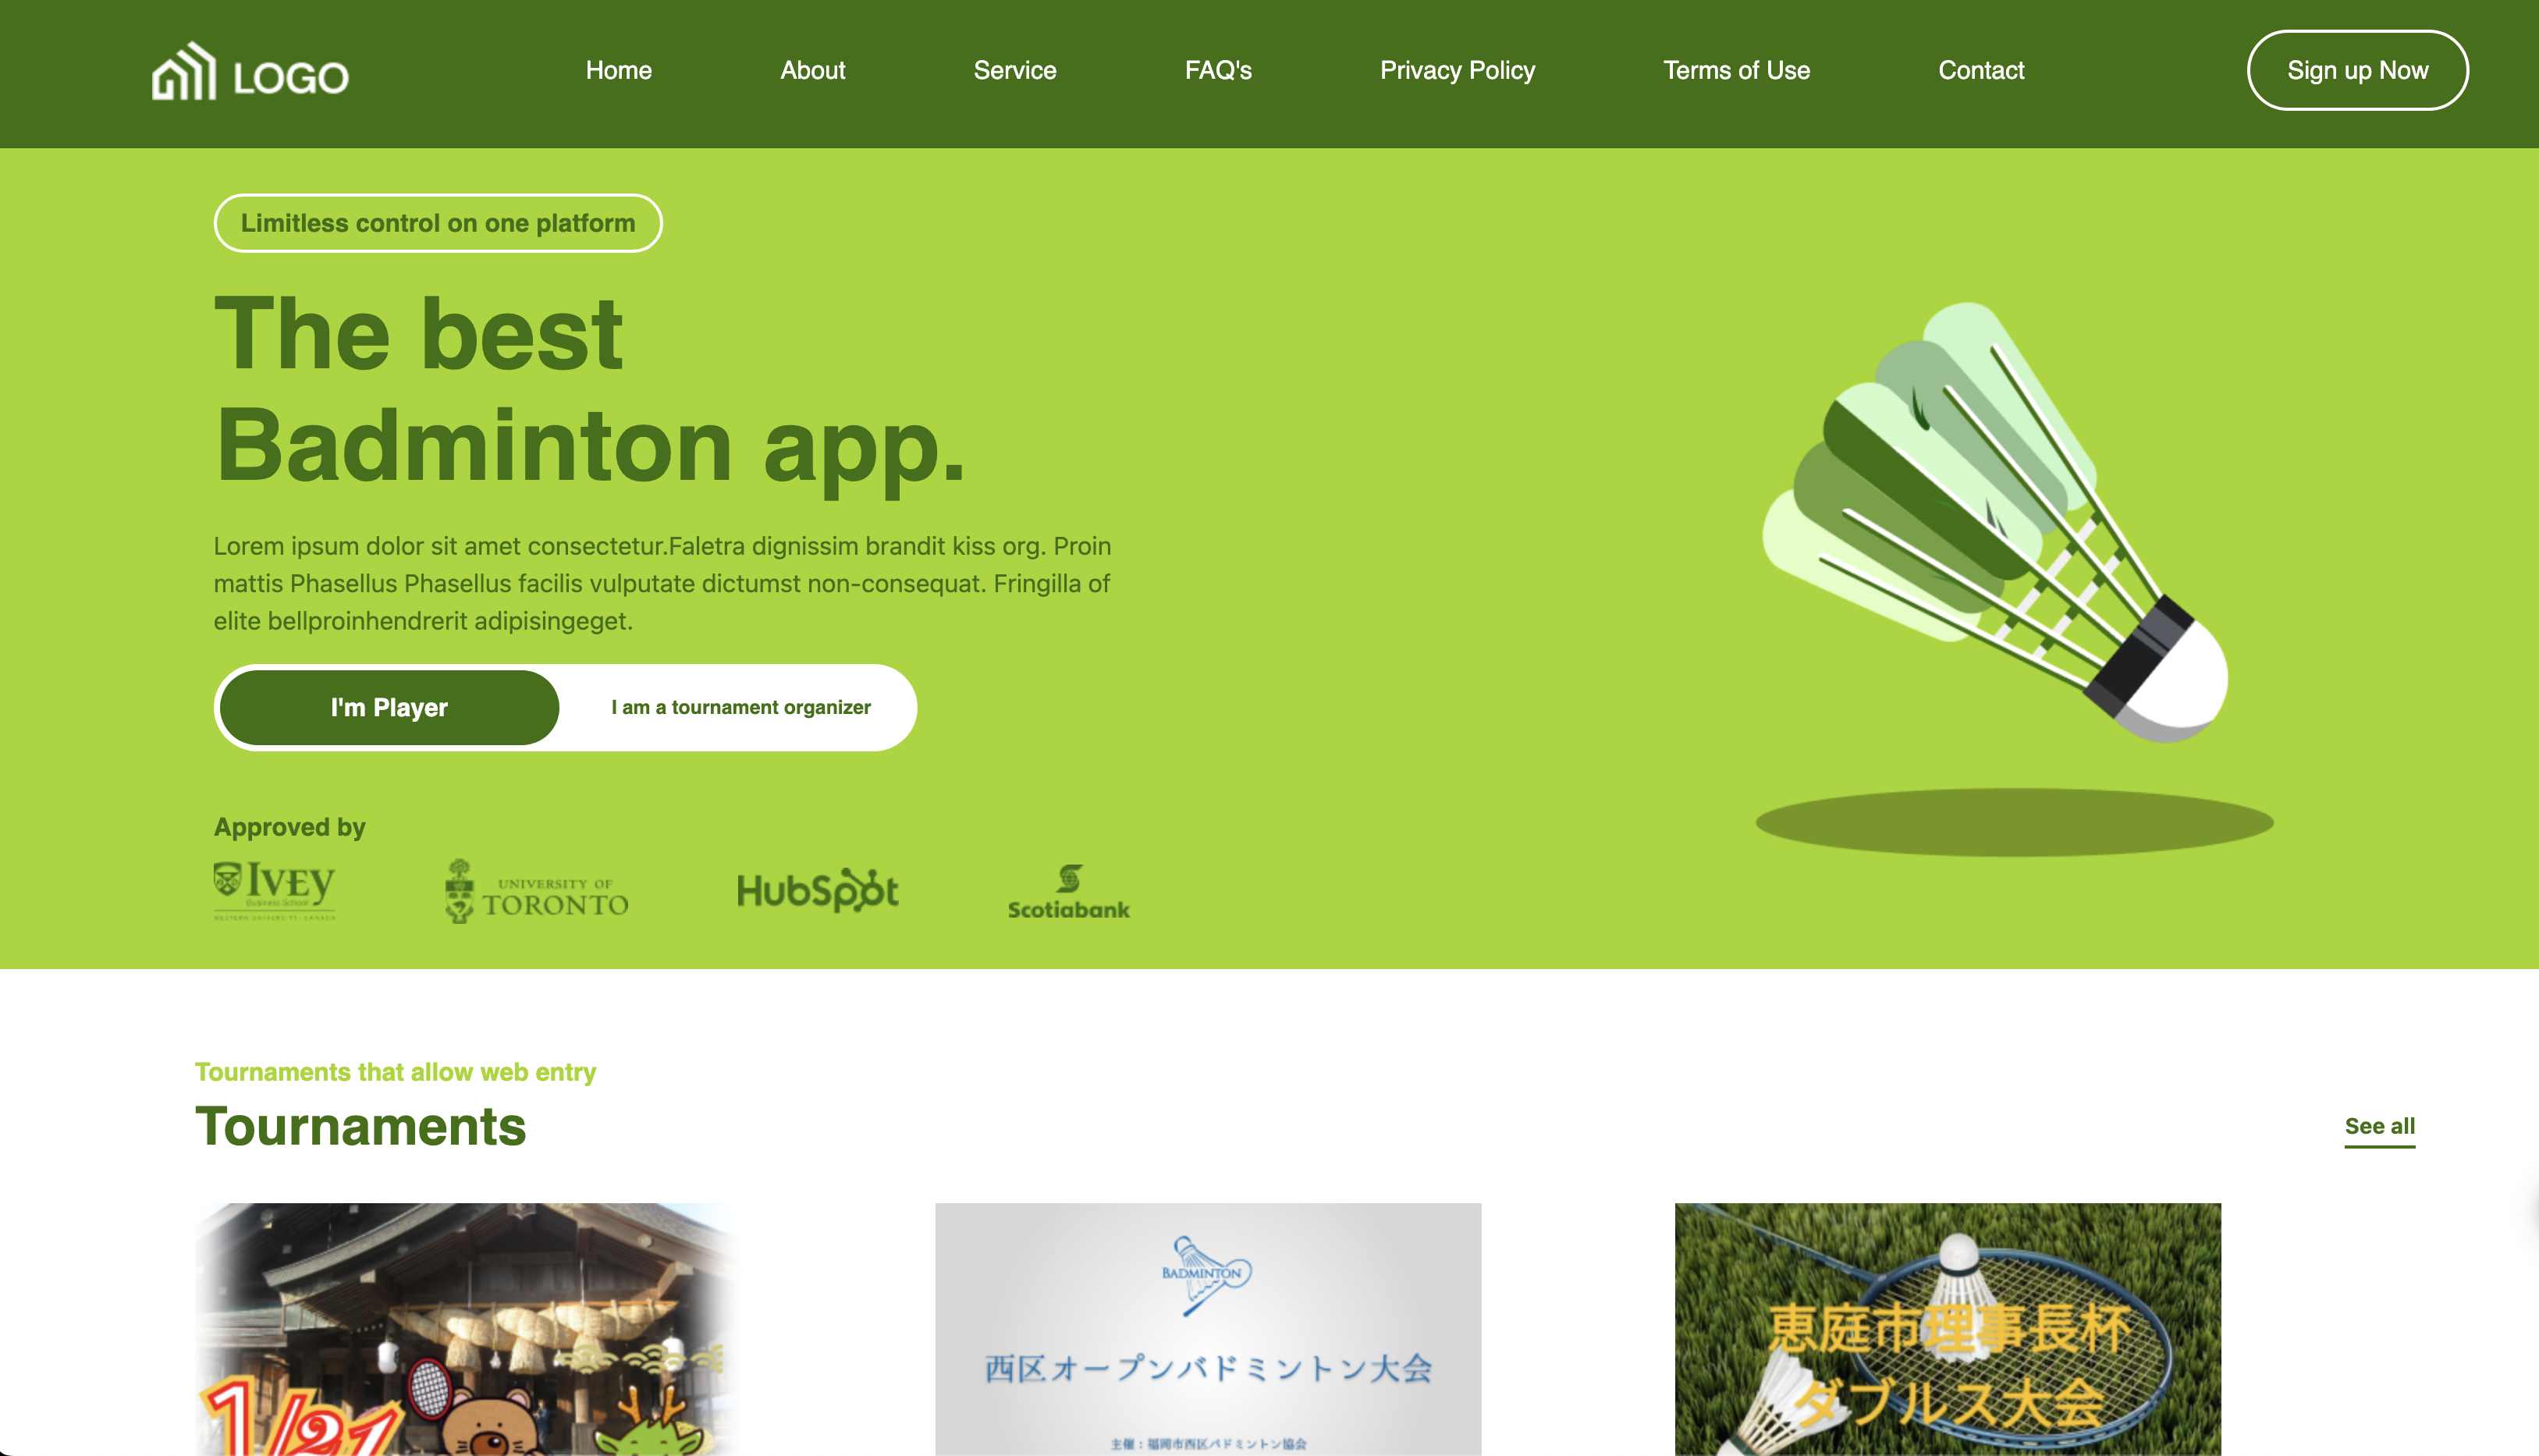 LOGO
Home About Service FAQ's Privacy Policy Terms of Use Contact Sign up Now
Limitless control on one platform
The best
Badminton app.
Lorem ipsum dolor sit amet consectetur.Faletra dignissim brandit kiss org. Proin
mattis Phasellus Phasellus facilis vulputate dictumst non-consequat. Fringilla of
elite bellproinhendrerit adipisingeget.
I'm Player
I am a tournament organizer
Approved by
IVEY
Business School
WESTERN UNIVERSITY · CANADA
UNIVERSITY OF
TORONTO
HubSpot
Scotiabank
Tournaments that allow web entry
Tournaments
See all
1/21
BADMINTON
西区オープンバドミントン大会
主催：福岡市西区バドミントン協会
恵庭市理事長杯
ダブルス大会